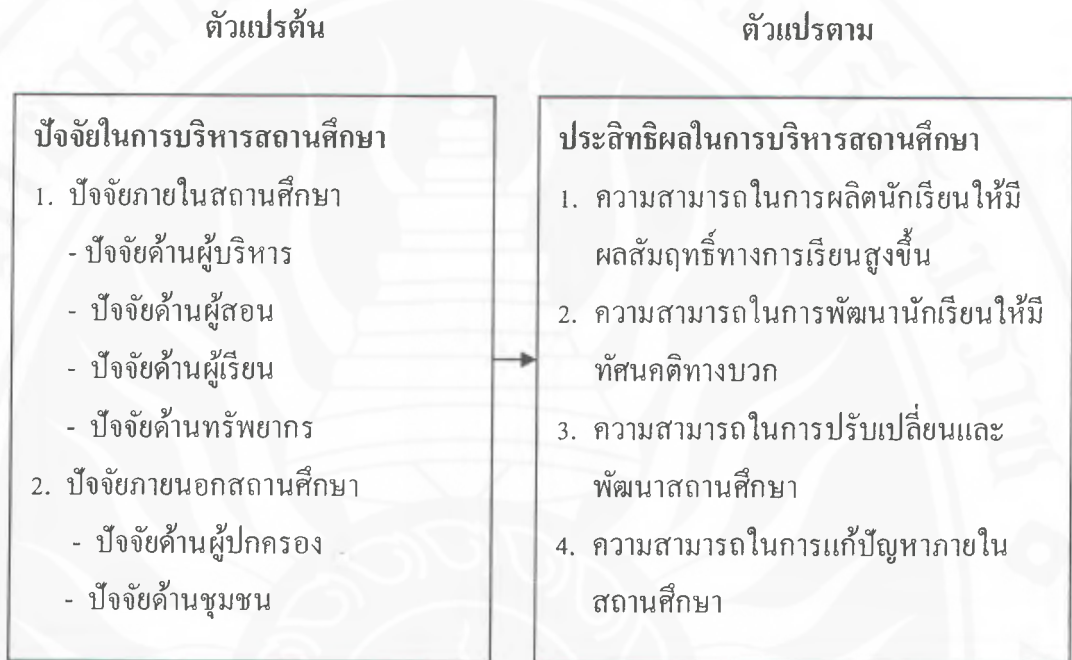 ตัวแปรต้น
ตัวแปรตาม
ปัจจัยในการบริหารสถานศึกษา
1. ปัจจัยภายในสถานศึกษา
- ปัจจัยด้านผู้บริหาร
- ปัจจัยด้านผู้สอน
- ปัจจัยด้านผู้เรียน
- ปัจจัยด้านทรัพยากร
2. ปัจจัยภายนอกสถานศึกษา
- ปัจจัยด้านผู้ปกครอง
- ปัจจัยด้านชุมชน
ประสิทธิผลในการบริหารสถานศึกษา
1. ความสามารถในการผลิตนักเรียนให้มี
ผลสัมฤทธิ์ทางการเรียนสูงขึ้น
2. ความสามารถในการพัฒนานักเรียนให้มี
ทัศนคติทางบวก
3. ความสามารถในการปรับเปลี่ยนและ
พัฒนาสถานศึกษา
4. ความสามารถในการแก้ปัญหาภายใน
สถานศึกษา